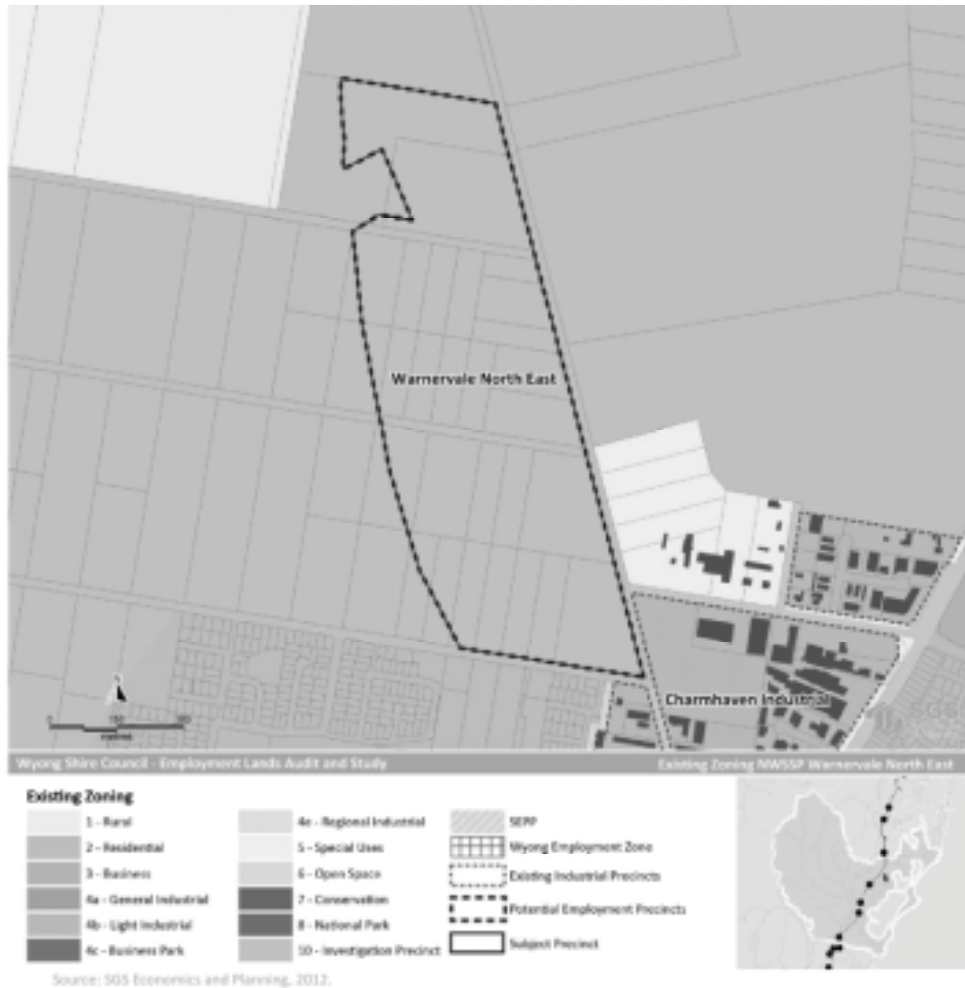 Warnervale North East
Charmhaven Industrial
SGS
N
0
metres
Wyong Shire Council - Employment Lands Audit and Study
Existing Zoning NWSSP Warnervale North East
Existing Zoning
1 - Rural
2 - Residential
3 - Business
4a - General Industrial
4b - Light Industrial
4c - Business Park
4e - Regional Industrial
5 - Special Uses
6 - Open Space
7 - Conservation
8 - National Park
10 - Investigation Precinct
SEPP
Wyong Employment Zone
Existing Industrial Precincts
Potential Employment Precincts
Subject Precinct
Source: SGS Economics and Planning, 2012.